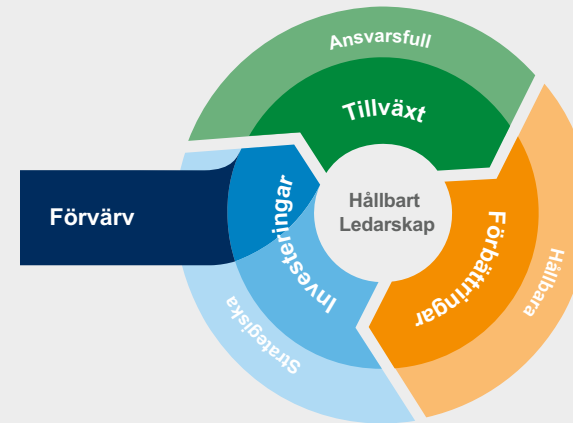 Förvärv
Ansvarsfull
Tillväxt
Hållbara
Förbättringar
Strategiska
Investeringar
Hållbart
Ledarskap